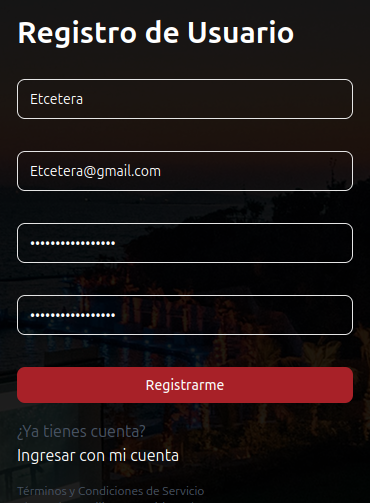 Registro de Usuario
Etcetera
Etcetera@gmail.com
•••••••••••••••••
•••••••••••••••••
Registrarme
¿Ya tienes cuenta?
Ingresar con mi cuenta
Términos y Condiciones de Servicio